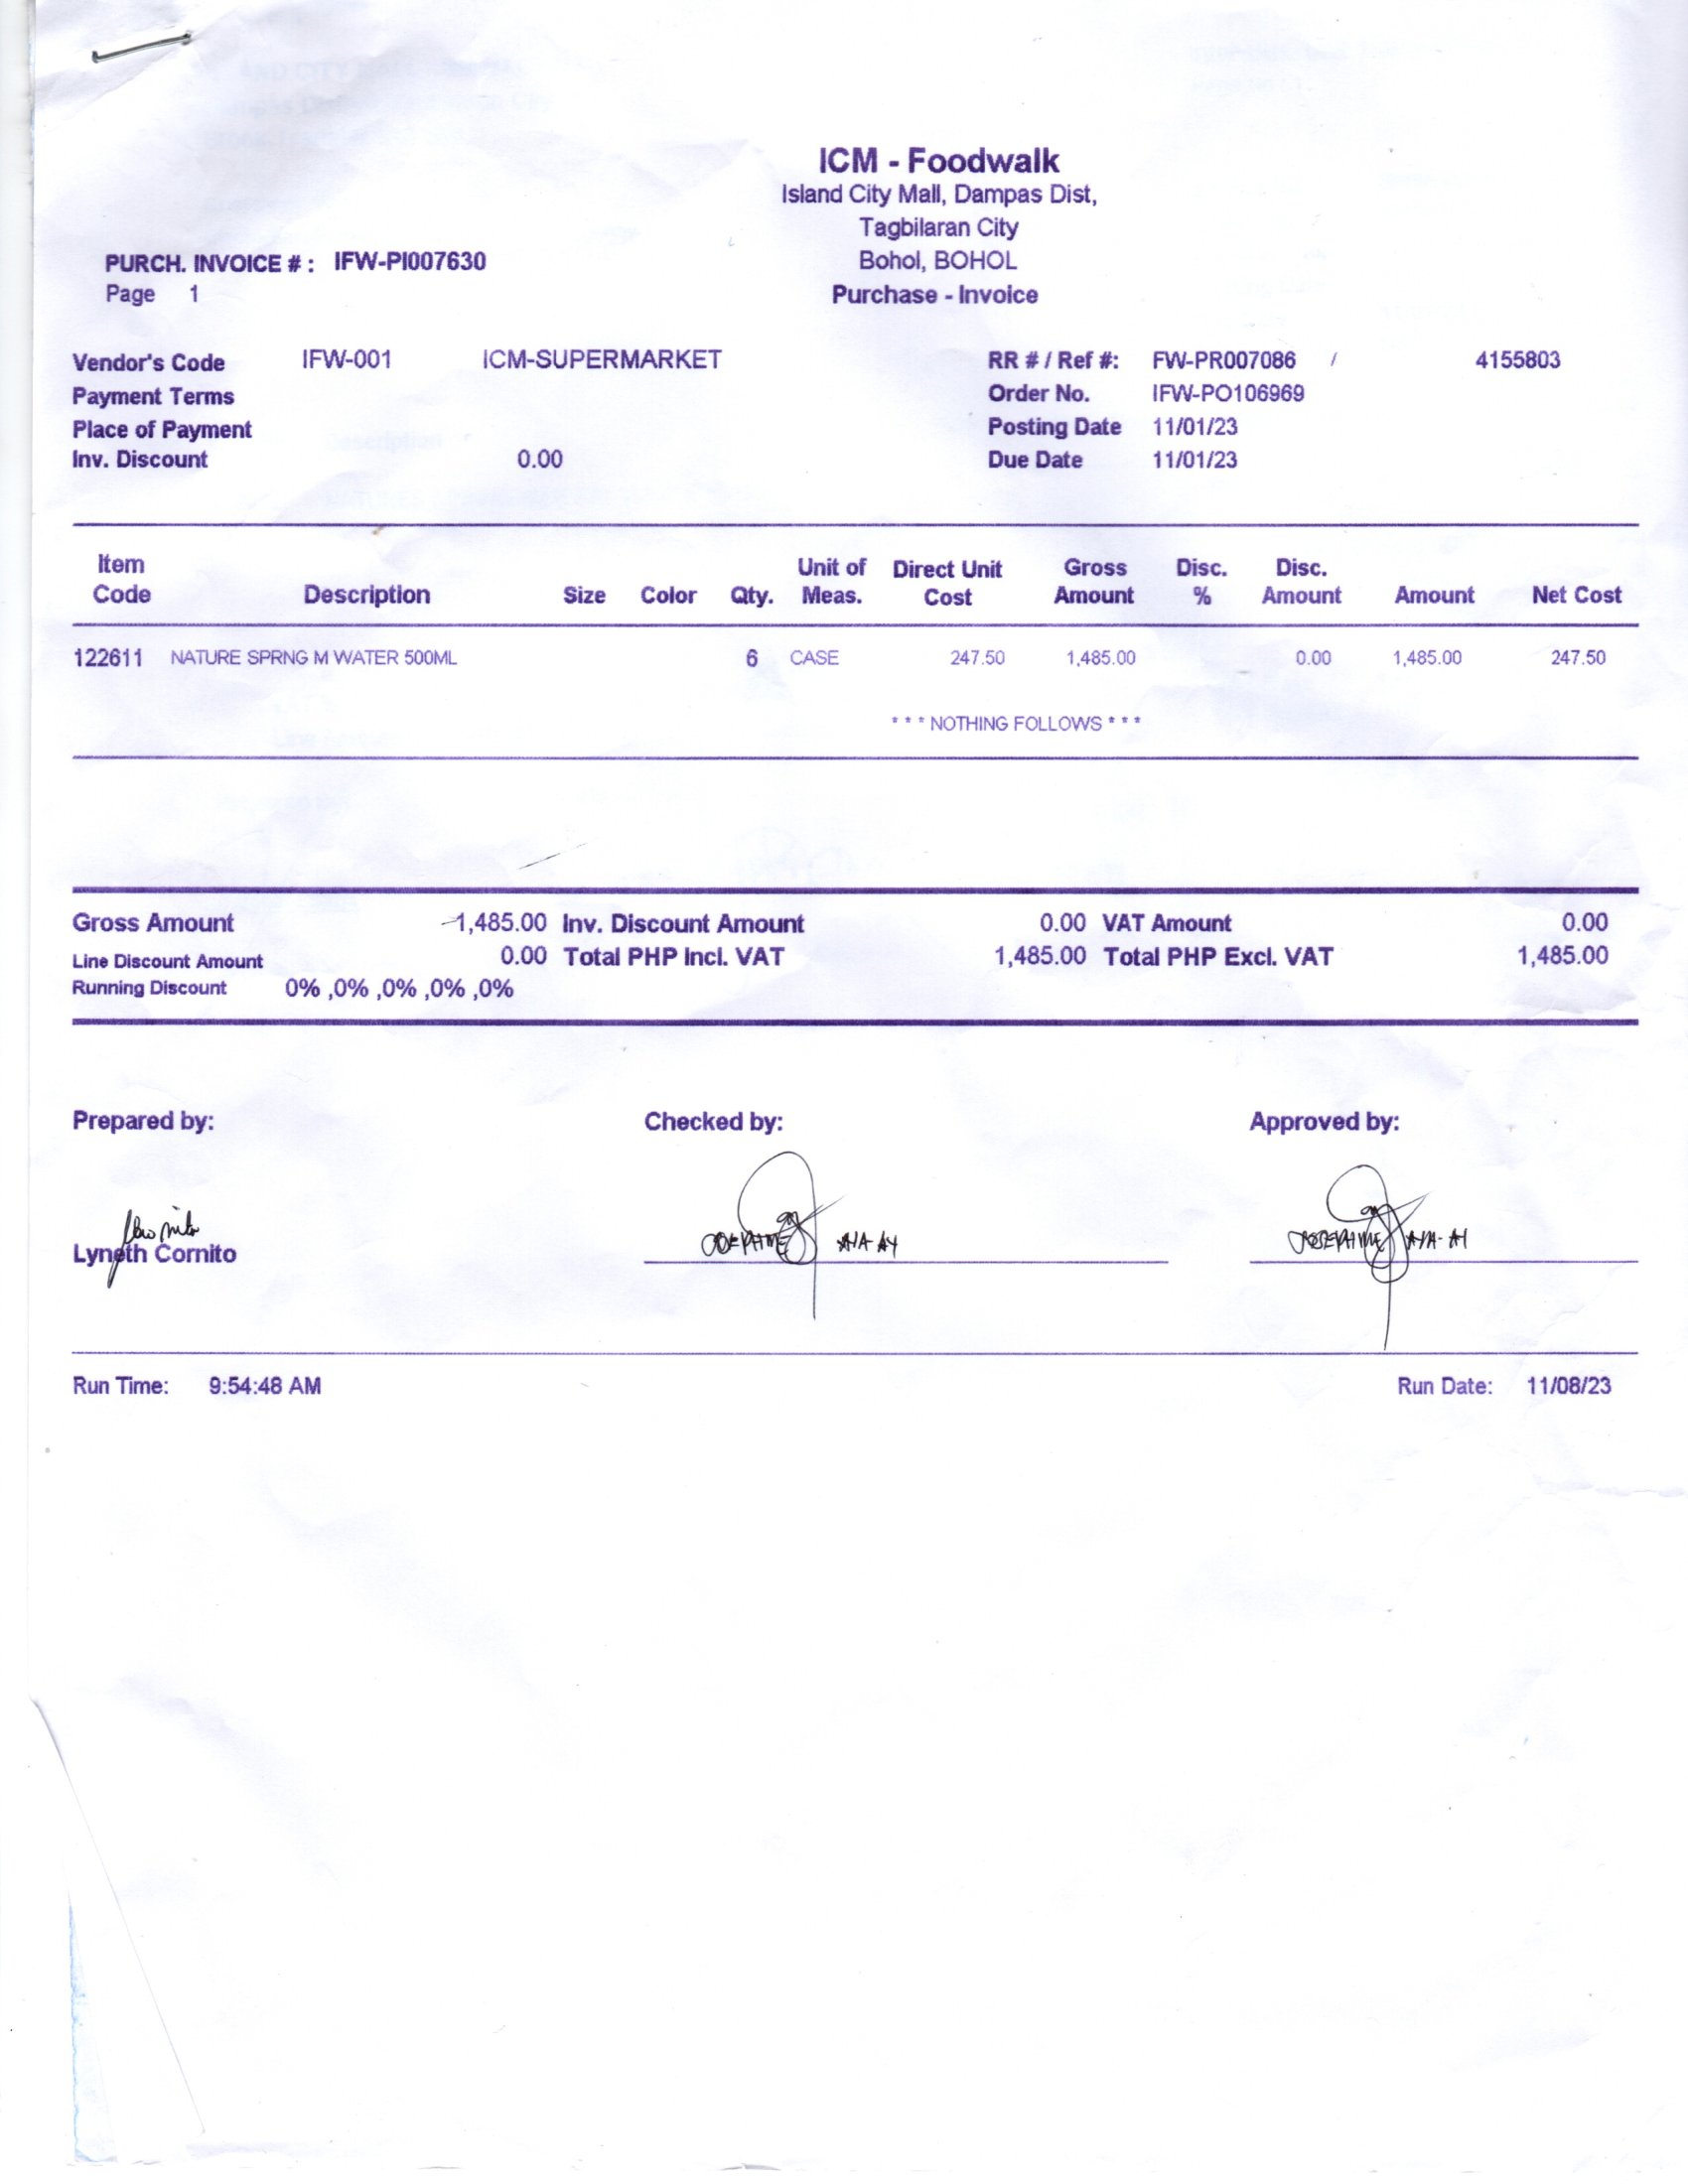 ICM - Foodwalk
Island City Mall, Dampas Dist,
Tagbilaran City
Bohol, BOHOL
Purchase - Invoice
PURCH. INVOICE # : IFW-PI007630
Page 1
Vendor's Code IFW-001 ICM-SUPERMARKET RR # / Ref #: FW-PR007086 / 4155803
Payment Terms Order No. IFW-PO106969
Place of Payment Posting Date 11/01/23
Inv. Discount 0.00 Due Date 11/01/23
Item Code Description Size Color Qty. Unit of Meas. Direct Unit Cost Gross Amount Disc. % Disc. Amount Amount Net Cost
122611 NATURE SPRNG M WATER 500ML 6 CASE 247.50 1,485.00 0.00 1,485.00 247.50
* * * NOTHING FOLLOWS * * *
Gross Amount 1,485.00 Inv. Discount Amount 0.00 VAT Amount 0.00
Line Discount Amount 0.00 Total PHP Incl. VAT 1,485.00 Total PHP Excl. VAT 1,485.00
Running Discount 0% ,0% ,0% ,0% ,0%
Prepared by: Checked by: Approved by:
Lyneth Cornito
Run Time: 9:54:48 AM Run Date: 11/08/23